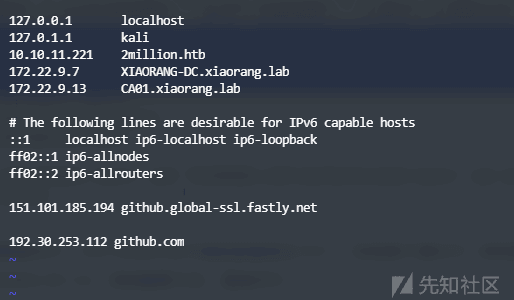 127.0.0.1 localhost
127.0.1.1 kali
10.10.11.221 2million.htb
172.22.9.7 XIAORANG-DC.xiaorang.lab
172.22.9.13 CA01.xiaorang.lab
# The following lines are desirable for IPv6 capable hosts
::1 localhost ip6-localhost ip6-loopback
ff02::1 ip6-allnodes
ff02::2 ip6-allrouters
151.101.185.194 github.global-ssl.fastly.net
192.30.253.112 github.com
~
~
~
先知社区